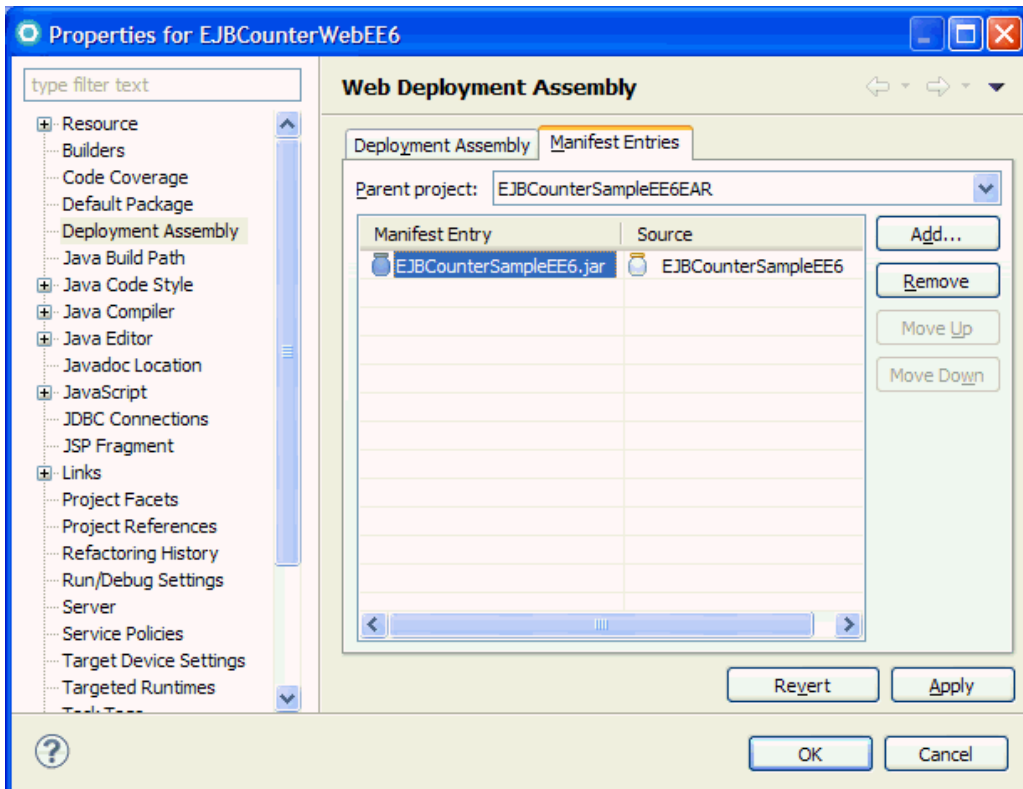 Properties for EJBCounterWebEE6
type filter text
Resource
Builders
Code Coverage
Default Package
Deployment Assembly
Java Build Path
Java Code Style
Java Compiler
Java Editor
Javadoc Location
JavaScript
JDBC Connections
JSP Fragment
Links
Project Facets
Project References
Refactoring History
Run/Debug Settings
Server
Service Policies
Target Device Settings
Targeted Runtimes
Web Deployment Assembly
Deployment Assembly Manifest Entries
Parent project: EJBCounterSampleEE6EAR
Manifest Entry Source
EJBCounterSampleEE6.jar EJBCounterSampleEE6
Add...
Remove
Move Up
Move Down
Revert Apply
OK Cancel